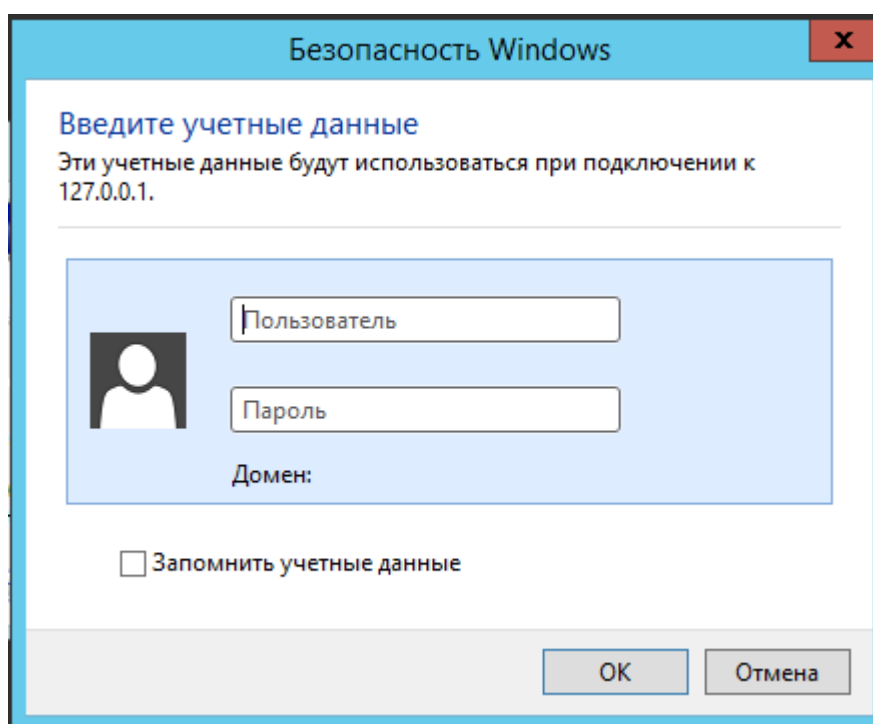 Безопасность Windows
x
Введите учетные данные
Эти учетные данные будут использоваться при подключении к
127.0.0.1.
Пользователь
Пароль
Домен:
Запомнить учетные данные
ОК
Отмена